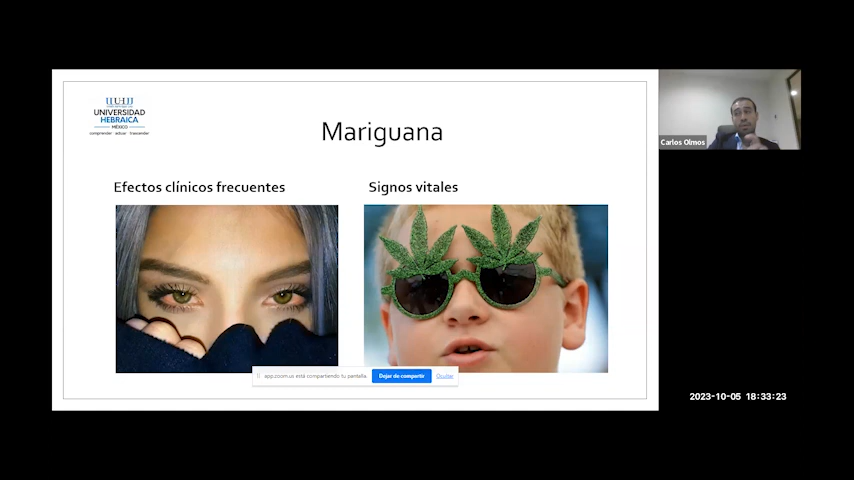 UNIVERSIDAD
HEBRAICA
MÉXICO
comprender educar trascender
Mariguana
Efectos clínicos frecuentes
Signos vitales
app.zoom.us está compartiendo tu pantalla.
Dejar de compartir
Ocultar
Carlos Olmos
2023-10-05 18:33:23